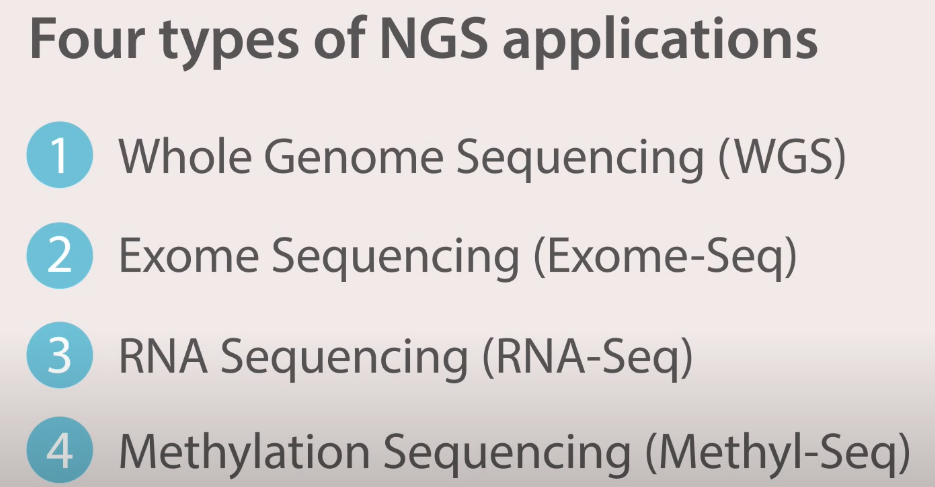 Four types of NGS applications
1 Whole Genome Sequencing (WGS)
2 Exome Sequencing (Exome-Seq)
3 RNA Sequencing (RNA-Seq)
4 Methylation Sequencing (Methyl-Seq)